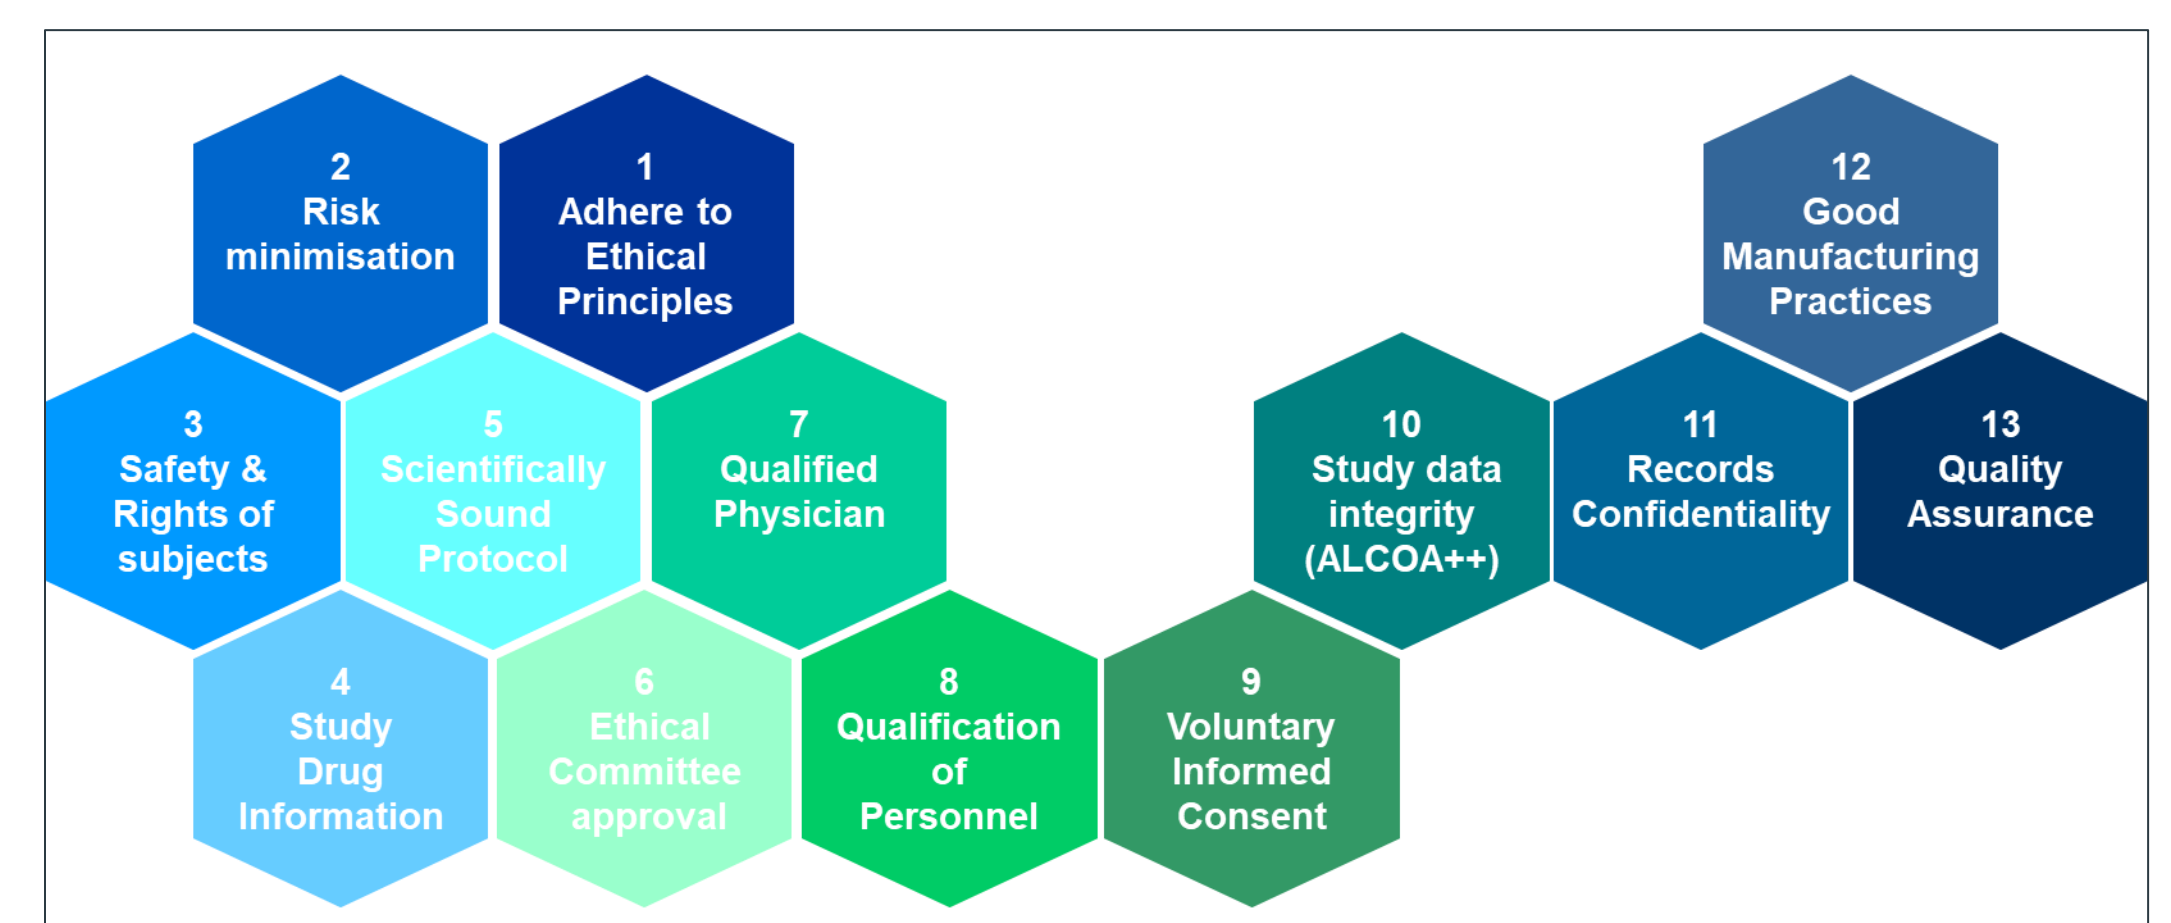 2
Risk
minimisation
1
Adhere to
Ethical
Principles
12
Good
Manufacturing
Practices
3
Safety &
Rights of
subjects
5
Scientifically
Sound
Protocol
7
Qualified
Physician
10
Study data
integrity
(ALCOA++)
11
Records
Confidentiality
13
Quality
Assurance
4
Study
Drug
Information
6
Ethical
Committee
approval
8
Qualification
of
Personnel
9
Voluntary
Informed
Consent